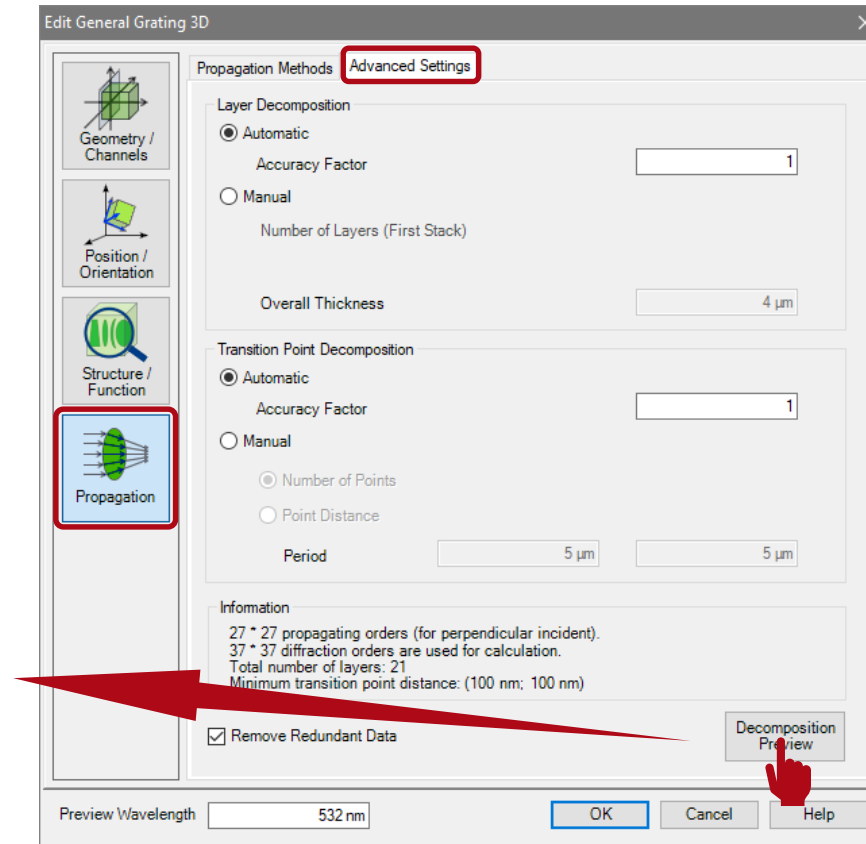 Edit General Grating 3D
Propagation Methods
Advanced Settings
Geometry /
Channels
Position /
Orientation
Structure /
Function
Propagation
Layer Decomposition
Automatic
Accuracy Factor
1
Manual
Number of Layers (First Stack)
Overall Thickness
4 µm
Transition Point Decomposition
Automatic
Accuracy Factor
1
Manual
Number of Points
Point Distance
Period
5 µm
5 µm
Information
27 * 27 propagating orders (for perpendicular incident).
37 * 37 diffraction orders are used for calculation.
Total number of layers: 21
Minimum transition point distance: (100 nm; 100 nm)
Remove Redundant Data
Decomposition
Preview
Preview Wavelength
532 nm
OK
Cancel
Help